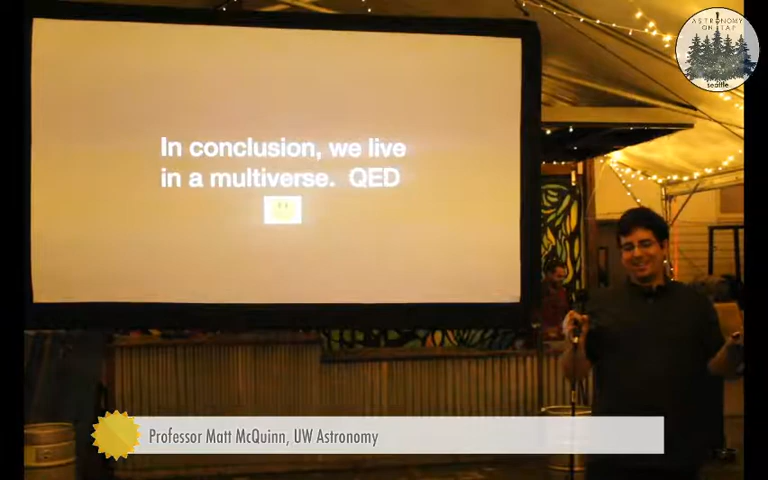 ASTRONOMY
ON TAP
seattle
In conclusion, we live
in a multiverse. QED
Professor Matt McQuinn, UW Astronomy